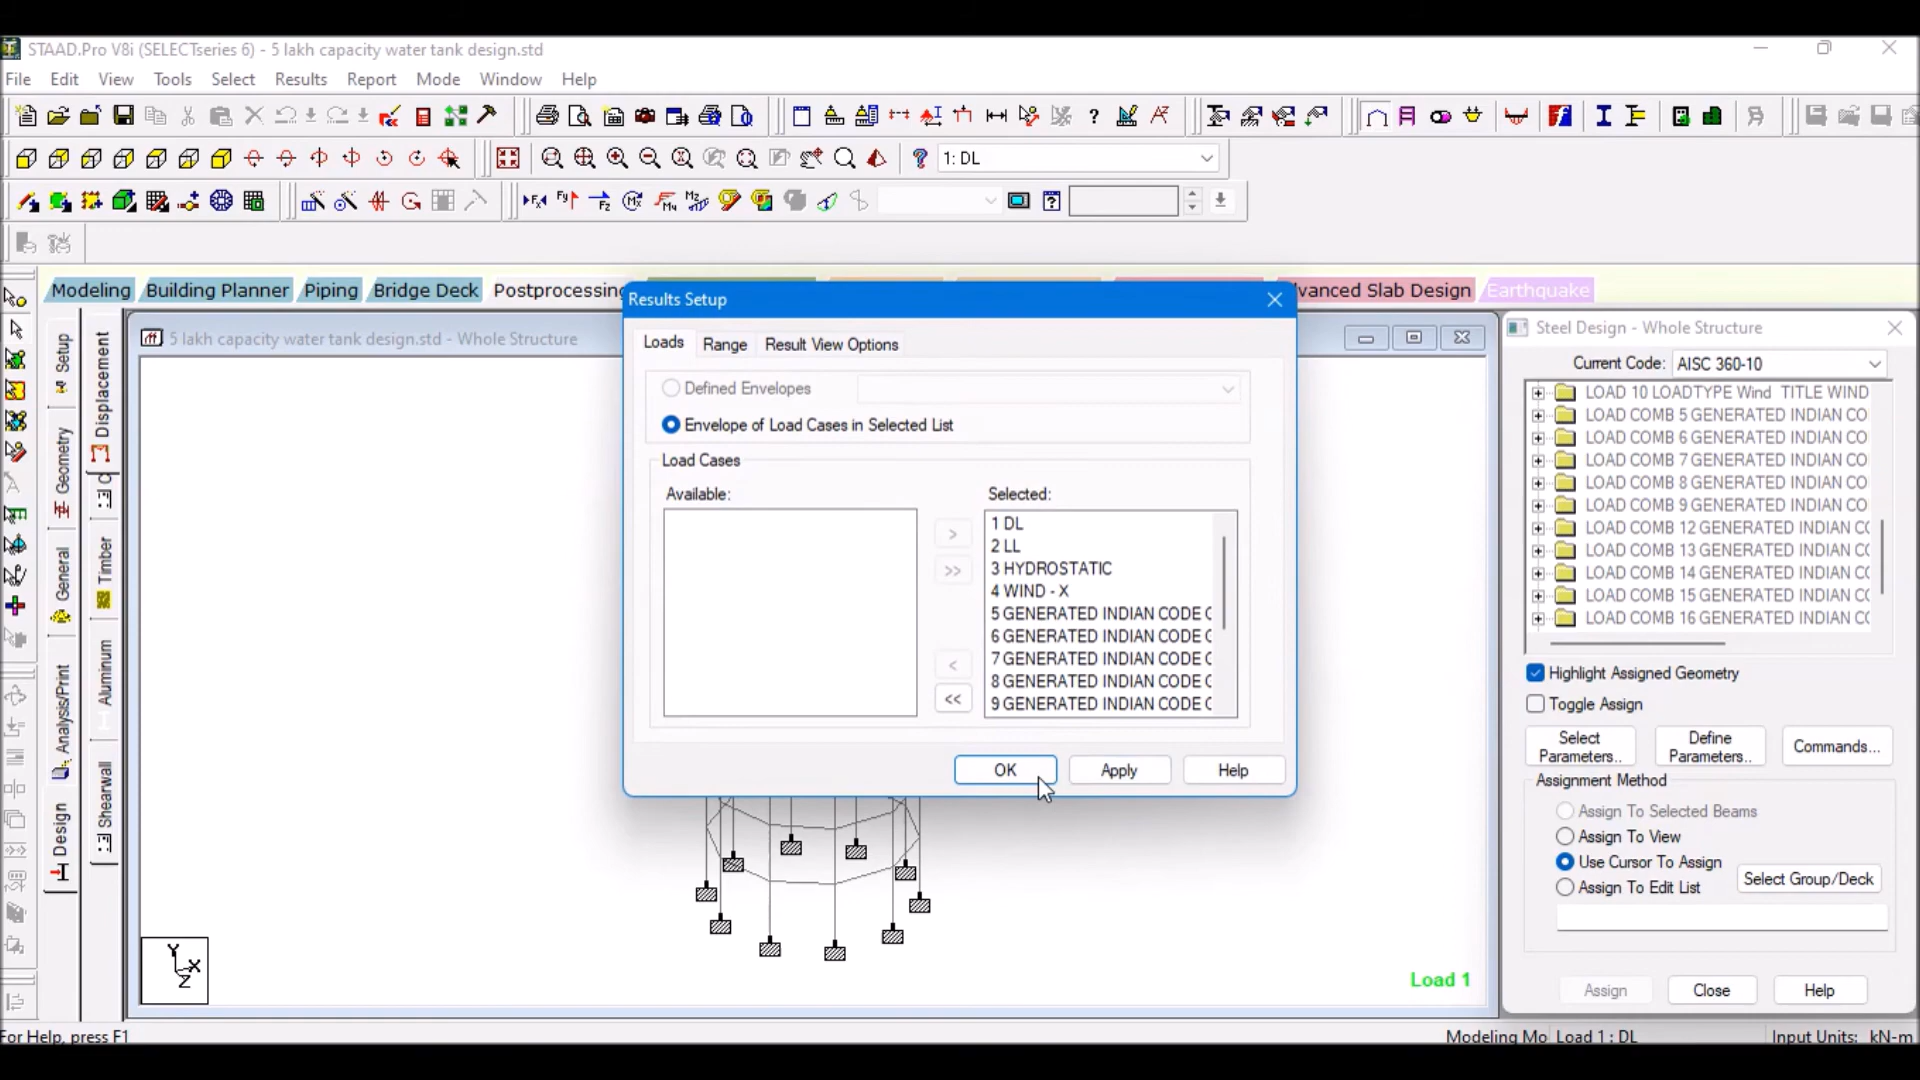 STAAD.Pro V8i (SELECTseries 6) - 5 lakh capacity water tank design.std
File Edit View Tools Select Results Report Mode Window Help
1: DL
Modeling Building Planner Piping Bridge Deck Postprocessing vanced Slab Design Earthquake
Results Setup
Loads Range Result View Options
Defined Envelopes
Envelope of Load Cases in Selected List
Load Cases
Available: Selected:
1 DL
2 LL
3 HYDROSTATIC
4 WIND - X
5 GENERATED INDIAN CODE
6 GENERATED INDIAN CODE
7 GENERATED INDIAN CODE
8 GENERATED INDIAN CODE
9 GENERATED INDIAN CODE
> >> < <<
OK Apply Help
5 lakh capacity water tank design.std - Whole Structure
Setup
Geometry
General
Analysis/Print
Design
Displacement
Timber
Aluminum
Shearwall
Y
X
Z
Load 1
Steel Design - Whole Structure
Current Code: AISC 360-10
LOAD 10 LOADTYPE Wind TITLE WIND
LOAD COMB 5 GENERATED INDIAN CO
LOAD COMB 6 GENERATED INDIAN CO
LOAD COMB 7 GENERATED INDIAN CO
LOAD COMB 8 GENERATED INDIAN CO
LOAD COMB 9 GENERATED INDIAN CO
LOAD COMB 12 GENERATED INDIAN CO
LOAD COMB 13 GENERATED INDIAN CO
LOAD COMB 14 GENERATED INDIAN CO
LOAD COMB 15 GENERATED INDIAN CO
LOAD COMB 16 GENERATED INDIAN CO
Highlight Assigned Geometry
Toggle Assign
Select Parameters.. Define Parameters.. Commands...
Assignment Method
Assign To Selected Beams
Assign To View
Use Cursor To Assign
Assign To Edit List
Select Group/Deck
Assign Close Help
For Help, press F1
Modeling Mo Load 1 : DL Input Units: kN-m